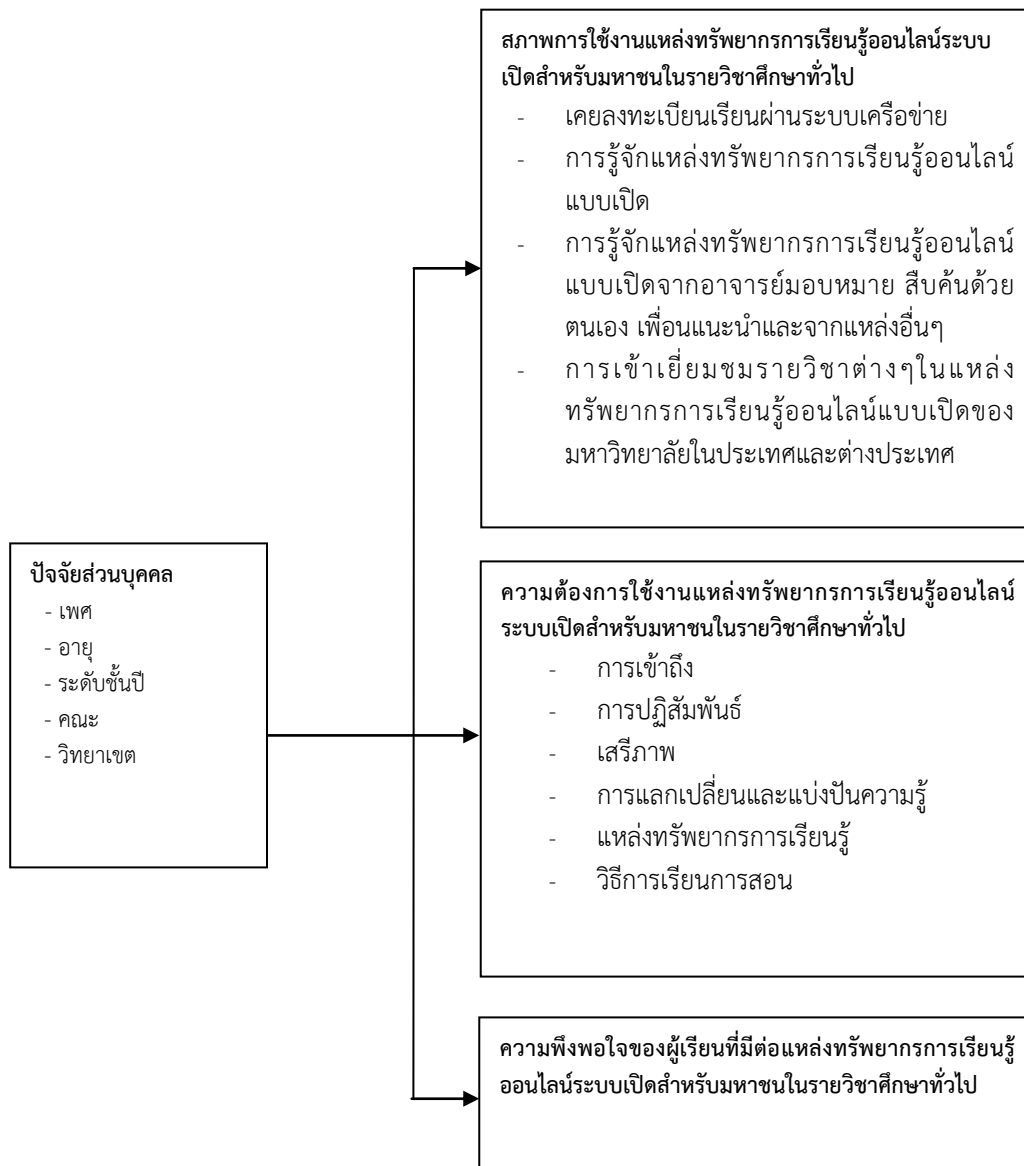 สภาพการใช้งานแหล่งทรัพยากรการเรียนรู้ออนไลน์ระบบ
เปิดสำหรับมหาชนในรายวิชาศึกษาทั่วไป
- เคยลงทะเบียนเรียนผ่านระบบเครือข่าย
- การรู้จักแหล่งทรัพยากรการเรียนรู้ออนไลน์
แบบเปิด
- การรู้จักแหล่งทรัพยากรการเรียนรู้ออนไลน์
แบบเปิดจากอาจารย์มอบหมาย สืบค้นด้วย
ตนเอง เพื่อนแนะนำและจากแหล่งอื่นๆ
- การเข้าเยี่ยมชมรายวิชาต่างๆในแหล่ง
ทรัพยากรการเรียนรู้ออนไลน์แบบเปิดของ
มหาวิทยาลัยในประเทศและต่างประเทศ
ปัจจัยส่วนบุคคล
- เพศ
- อายุ
- ระดับชั้นปี
- คณะ
- วิทยาเขต
ความต้องการใช้งานแหล่งทรัพยากรการเรียนรู้ออนไลน์
ระบบเปิดสำหรับมหาชนในรายวิชาศึกษาทั่วไป
- การเข้าถึง
- การปฏิสัมพันธ์
- เสรีภาพ
- การแลกเปลี่ยนและแบ่งปันความรู้
- แหล่งทรัพยากรการเรียนรู้
- วิธีการเรียนการสอน
ความพึงพอใจของผู้เรียนที่มีต่อแหล่งทรัพยากรการเรียนรู้
ออนไลน์ระบบเปิดสำหรับมหาชนในรายวิชาศึกษาทั่วไป